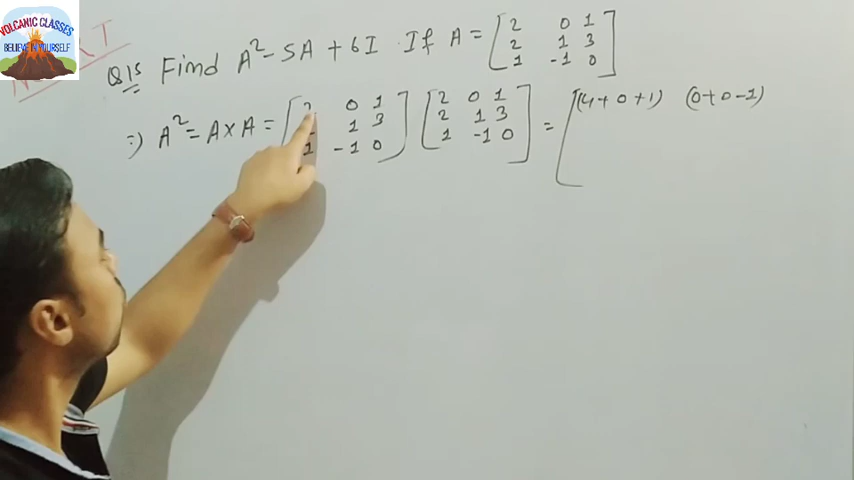 VOLCANIC CLASSES
BELIEVE IN YOURSELF
Q15 Find A² - 5A + 6I . If A = [2 0 1
2 1 3
1 -1 0]
=) A² = A × A = [2 0 1 [2 0 1 = [(4+0+1) (0+0-1)
1 3 2 1 3
1 -1 0] 1 -1 0]